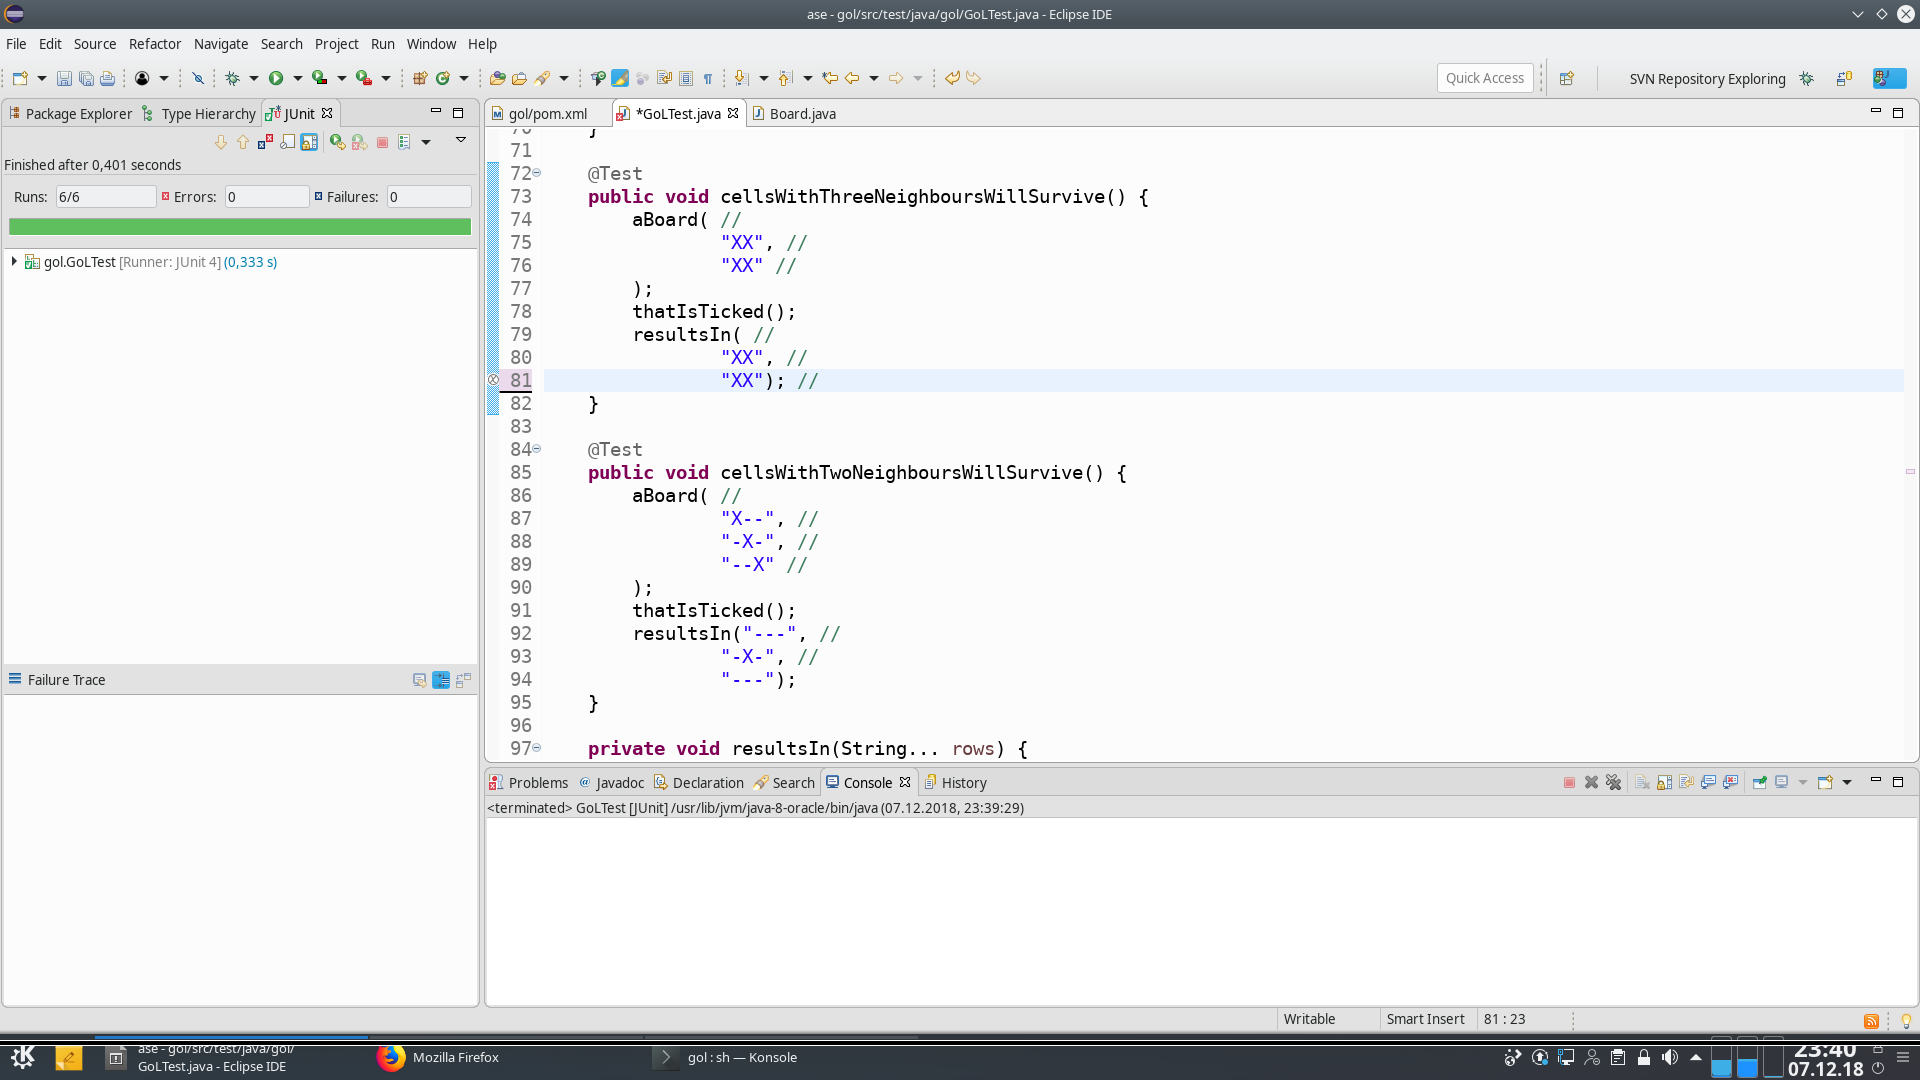 ase - gol/src/test/java/gol/GoLTest.java - Eclipse IDE
File Edit Source Refactor Navigate Search Project Run Window Help
Quick Access
SVN Repository Exploring
Package Explorer Type Hierarchy JUnit
Finished after 0,401 seconds
Runs: 6/6 Errors: 0 Failures: 0
gol.GoLTest [Runner: JUnit 4] (0,333 s)
Failure Trace
gol/pom.xml *GoLTest.java Board.java
70 }
71
72 @Test
73 public void cellsWithThreeNeighboursWillSurvive() {
74 aBoard( //
75 "XX", //
76 "XX" //
77 );
78 thatIsTicked();
79 resultsIn( //
80 "XX", //
81 "XX"); //
82 }
83
84 @Test
85 public void cellsWithTwoNeighboursWillSurvive() {
86 aBoard( //
87 "X--", //
88 "-X-", //
89 "--X" //
90 );
91 thatIsTicked();
92 resultsIn("---", //
93 "-X-", //
94 "---");
95 }
96
97 private void resultsIn(String... rows) {
Problems Javadoc Declaration Search Console History
<terminated> GoLTest [JUnit] /usr/lib/jvm/java-8-oracle/bin/java (07.12.2018, 23:39:29)
Writable Smart Insert 81 : 23
ase - gol/src/test/java/gol/
GoLTest.java - Eclipse IDE
Mozilla Firefox
gol : sh — Konsole
23:40
07.12.18